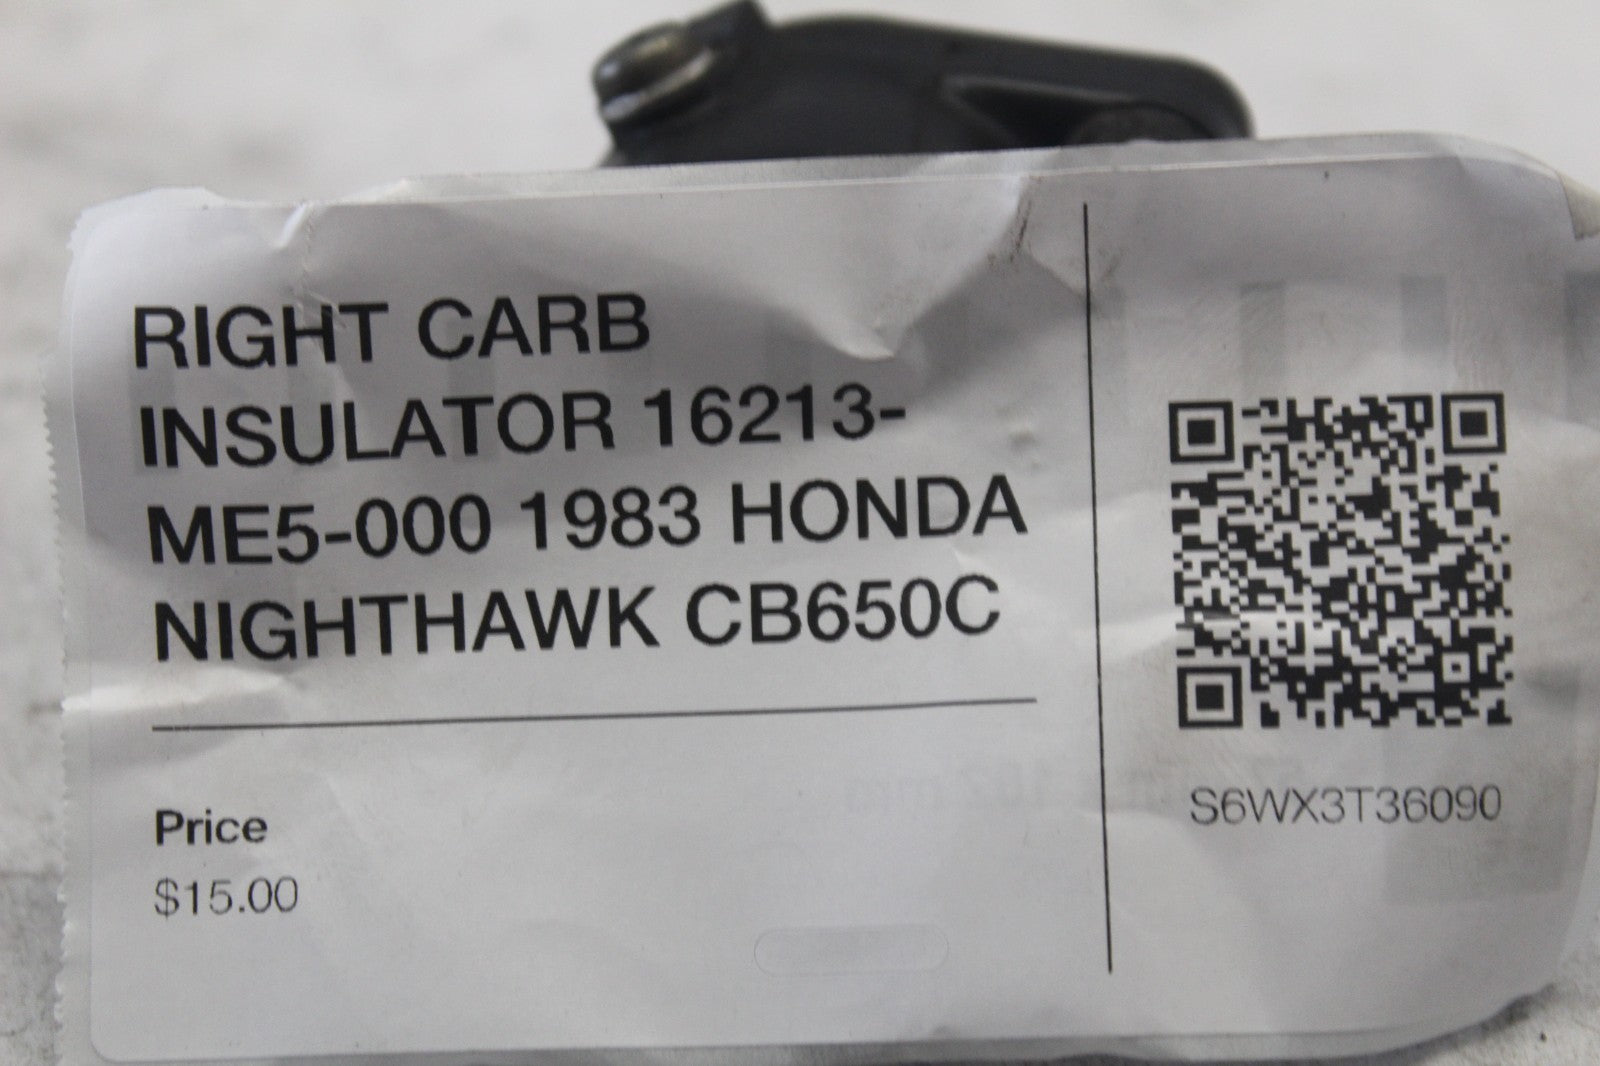 RIGHT CARB
INSULATOR 16213-
ME5-000 1983 HONDA
NIGHTHAWK CB650C
Price
$15.00
S6WX3T36090